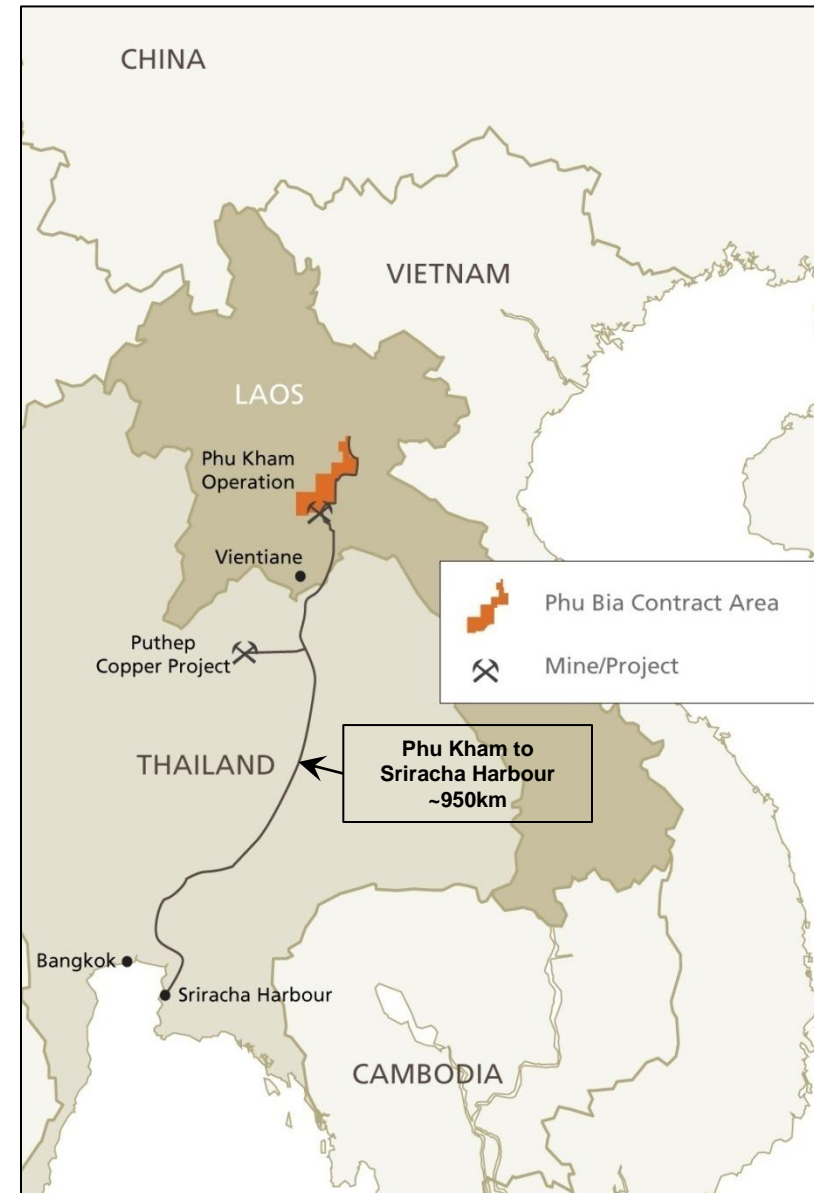 CHINA
VIETNAM
LAOS
Phu Kham
Operation
Vientiane
Phu Bia Contract Area
Mine/Project
Puthep
Copper Project
THAILAND
Phu Kham to
Sriracha Harbour
~950km
Bangkok
Sriracha Harbour
CAMBODIA